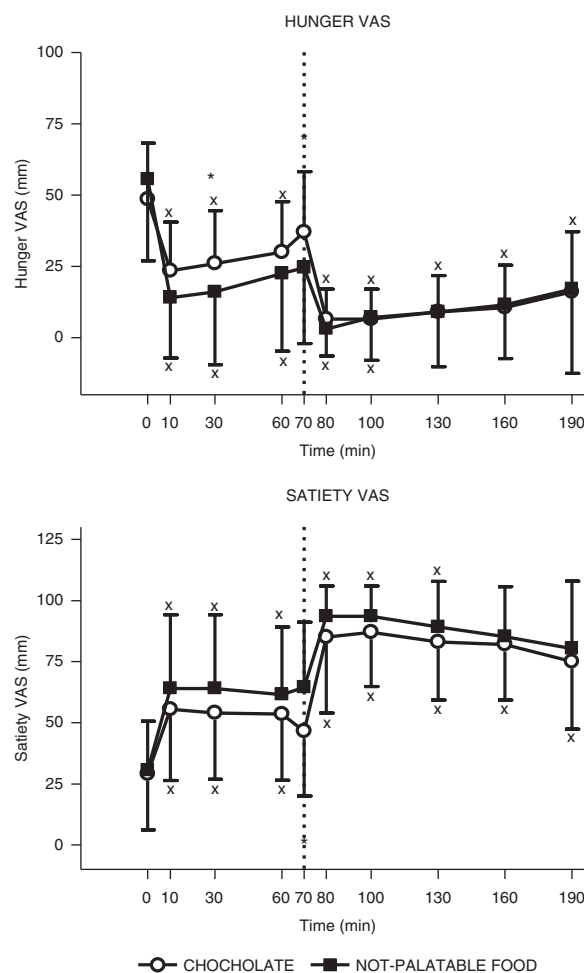 HUNGER VAS
100
75
50
25
0
Hunger VAS (mm)
*
*
x x x
x x x x x
x x x x x
0 10 30 60 70 80 100 130 160 190
Time (min)
SATIETY VAS
125
100
75
50
25
0
Satiety VAS (mm)
x x x x x x
x x x x x x x x
*
0 10 30 60 70 80 100 130 160 190
Time (min)
CHOCHOLATE NOT-PALATABLE FOOD